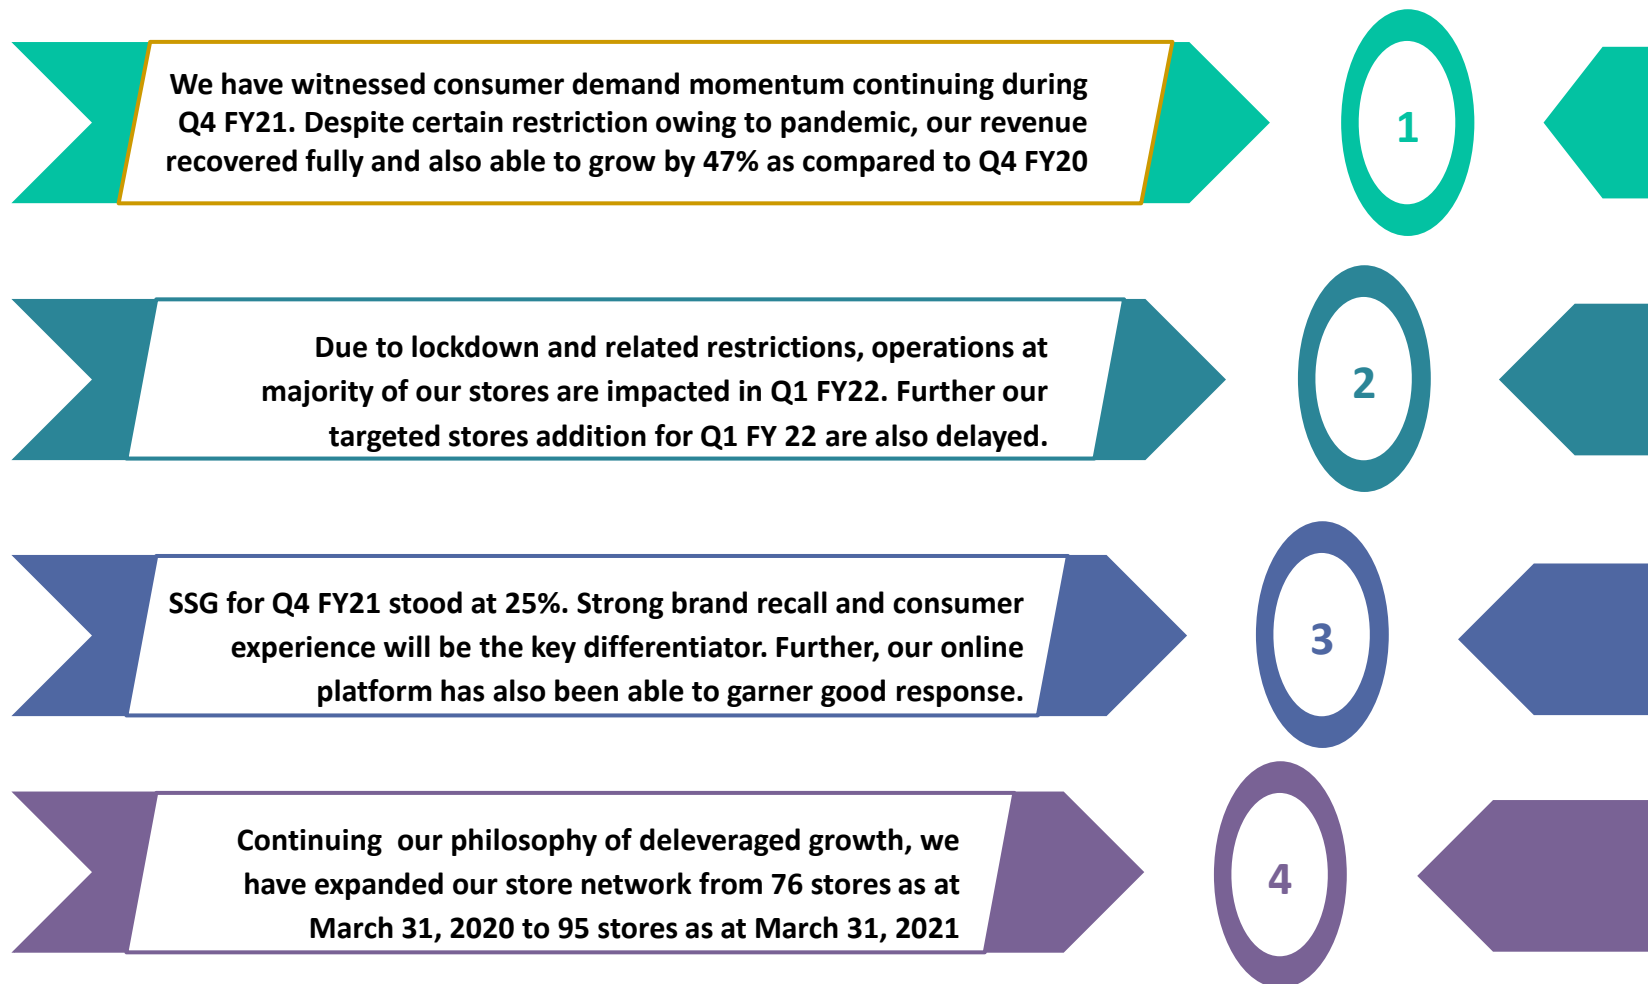 We have witnessed consumer demand momentum continuing during
Q4 FY21. Despite certain restriction owing to pandemic, our revenue
recovered fully and also able to grow by 47% as compared to Q4 FY20
1
Due to lockdown and related restrictions, operations at
majority of our stores are impacted in Q1 FY22. Further our
targeted stores addition for Q1 FY 22 are also delayed.
2
SSG for Q4 FY21 stood at 25%. Strong brand recall and consumer
experience will be the key differentiator. Further, our online
platform has also been able to garner good response.
3
Continuing  our philosophy of deleveraged growth, we
have expanded our store network from 76 stores as at
March 31, 2020 to 95 stores as at March 31, 2021
4